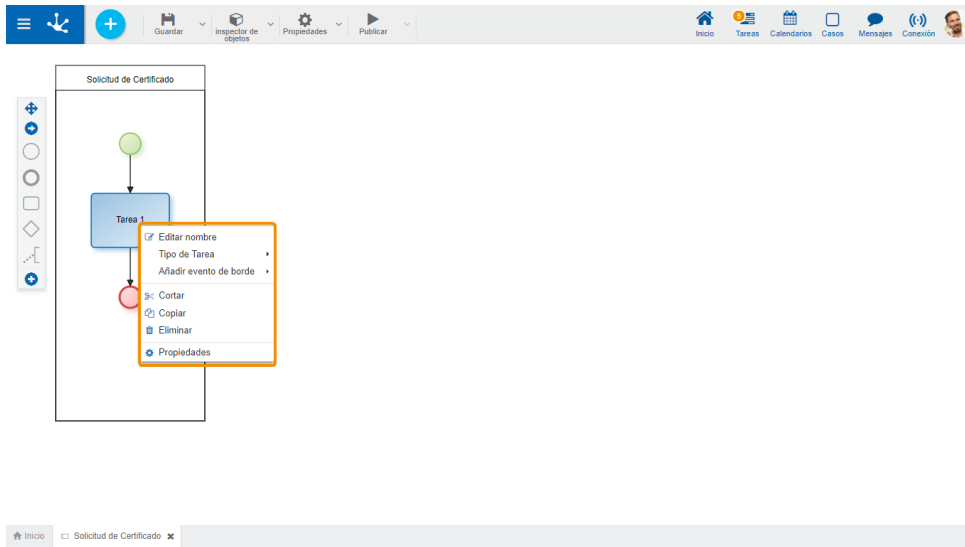 Guardar
inspector de
objetos
Propiedades
Publicar
Inicio
5
Tareas
Calendarios
Casos
Mensajes
Conexión
Solicitud de Certificado
Tarea 1
Editar nombre
Tipo de Tarea
Añadir evento de borde
Cortar
Copiar
Eliminar
Propiedades
Inicio
Solicitud de Certificado